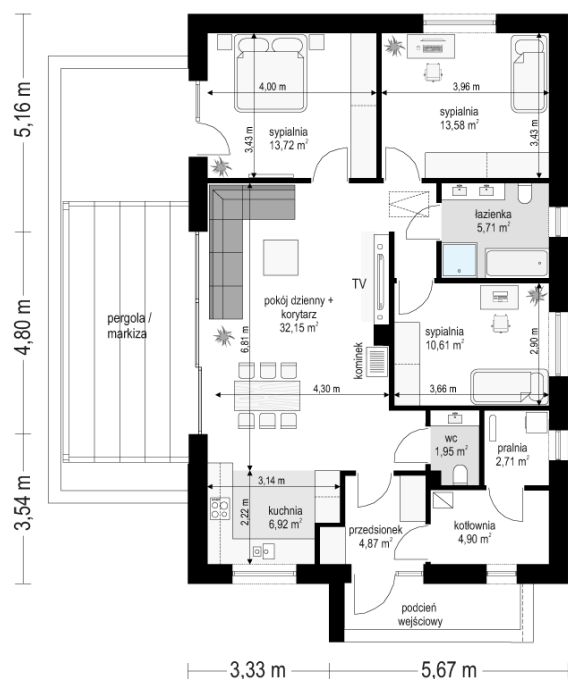 5,16 m
4,80 m
3,54 m
3,33 m
5,67 m
4,00 m
3,43 m
sypialnia
13,72 m²
3,96 m
3,43 m
sypialnia
13,58 m²
łazienka
5,71 m²
TV
pokój dzienny +
korytarz
32,15 m²
6,81 m
4,30 m
kominek
sypialnia
10,61 m²
2,90 m
3,66 m
pergola /
markiza
wc
1,95 m²
pralnia
2,71 m²
3,14 m
2,22 m
kuchnia
6,92 m²
przedsionek
4,87 m²
kotłownia
4,90 m²
podcień
wejściowy